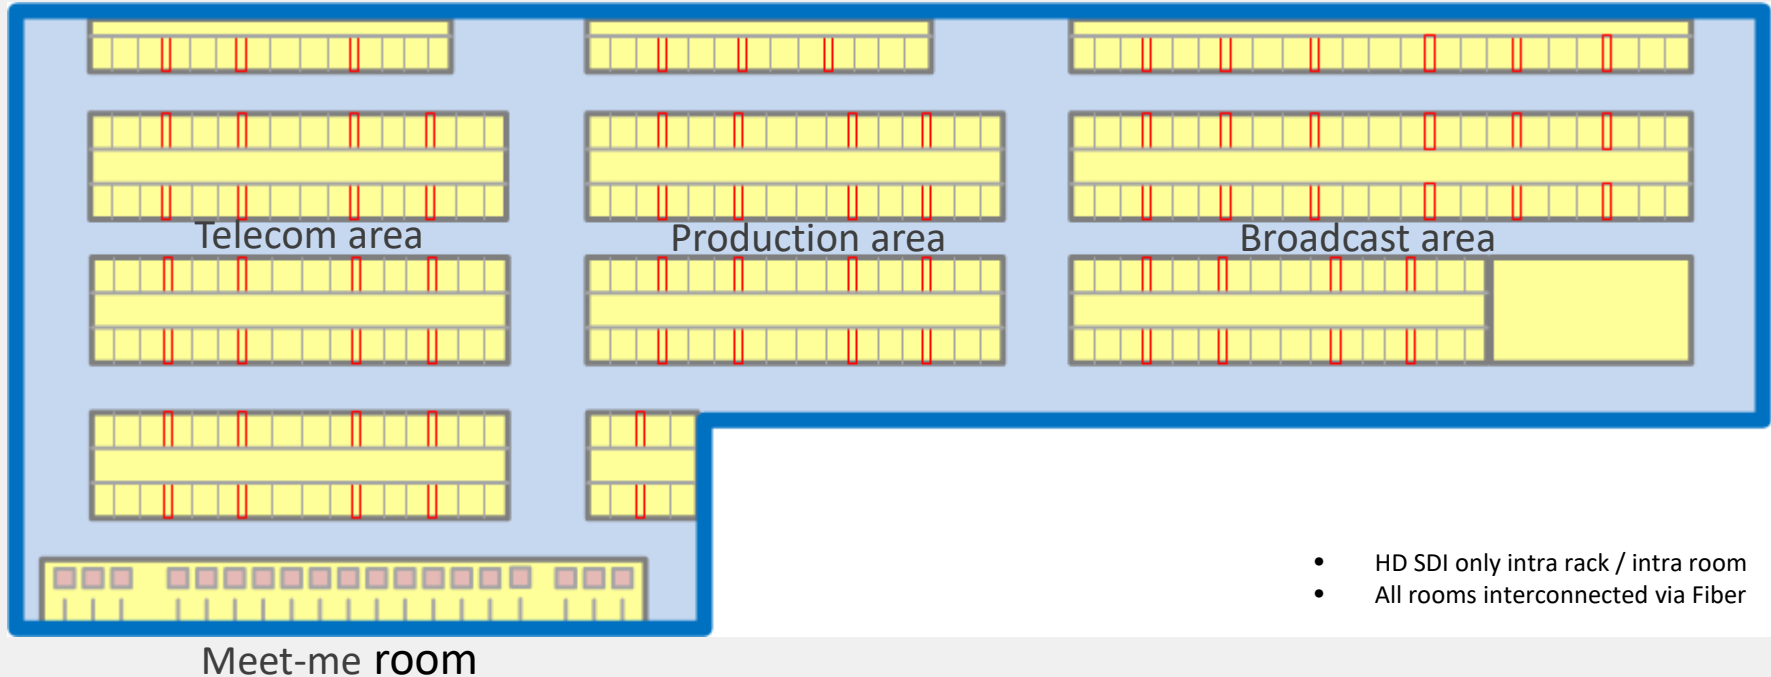 Telecom area
Production area
Broadcast area
• HD SDI only intra rack / intra room
• All rooms interconnected via Fiber
Meet-me room